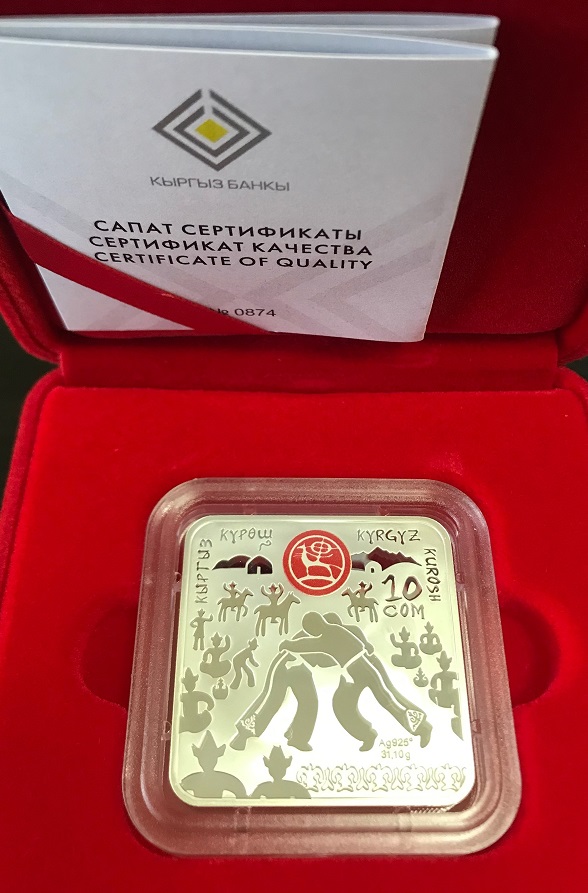 КЫРГЫЗ БАНКЫ
САПАТ СЕРТИФИКАТЫ
СЕРТИФИКАТ КАЧЕСТВА
CERTIFICATE OF QUALITY
№ 0874
КЫРГЫЗ КҮРӨШ
KYRGYZ KUROSH
10
СОМ
Ag925°
31,10g